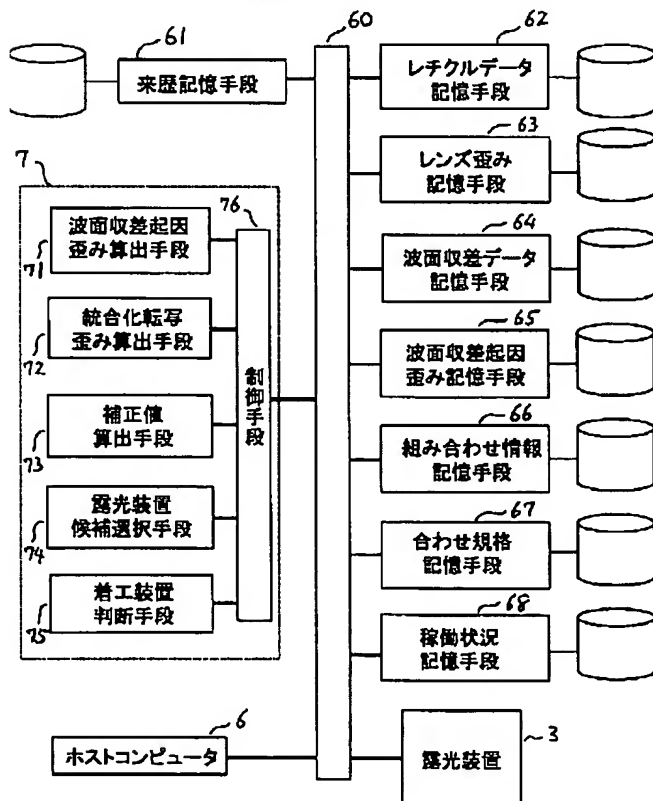 60
61
来歴記憶手段
62
レチクルデータ
記憶手段
63
レンズ歪み
記憶手段
7
76
制御手段
波面収差起因
歪み算出手段
71
64
波面収差データ
記憶手段
統合化転写
歪み算出手段
72
65
波面収差起因
歪み記憶手段
補正値
算出手段
73
66
組み合わせ情報
記憶手段
露光装置
候補選択手段
74
67
合わせ規格
記憶手段
着工装置
判断手段
75
68
稼働状況
記憶手段
6
ホストコンピュータ
3
露光装置